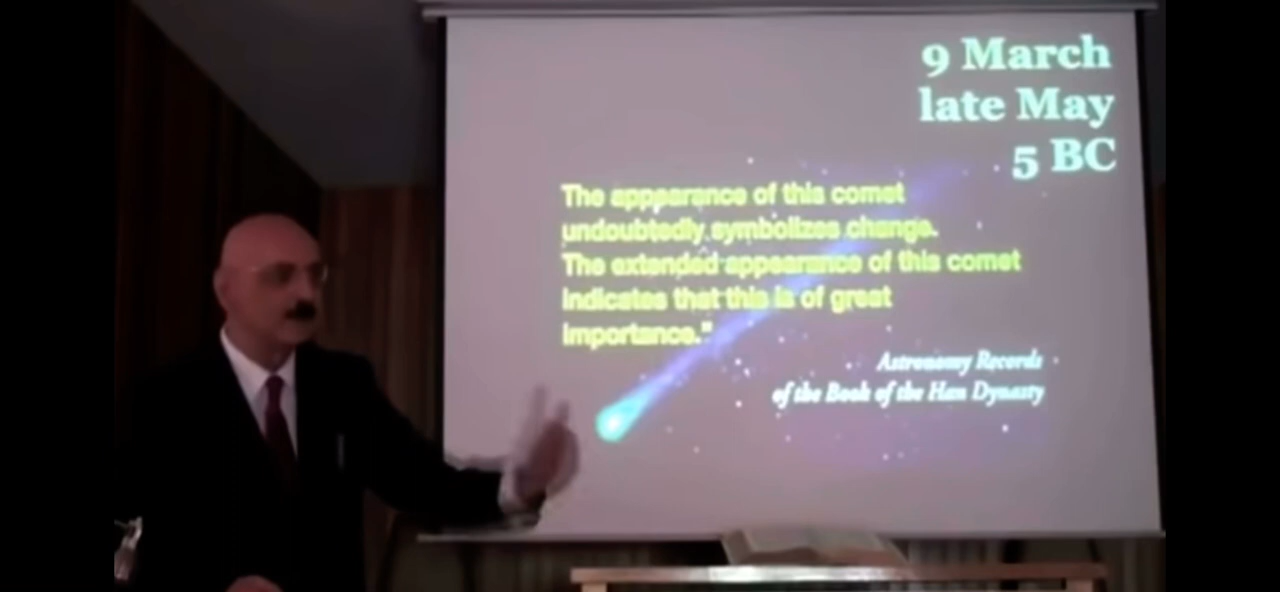 9 March
late May
5 BC
The apppearance of this comet
undoubtedly symbolizes change.
The extended appearance of this comet
indicates that this is of great
importance."
Astronomy Records
of the Book of the Han Dynasty